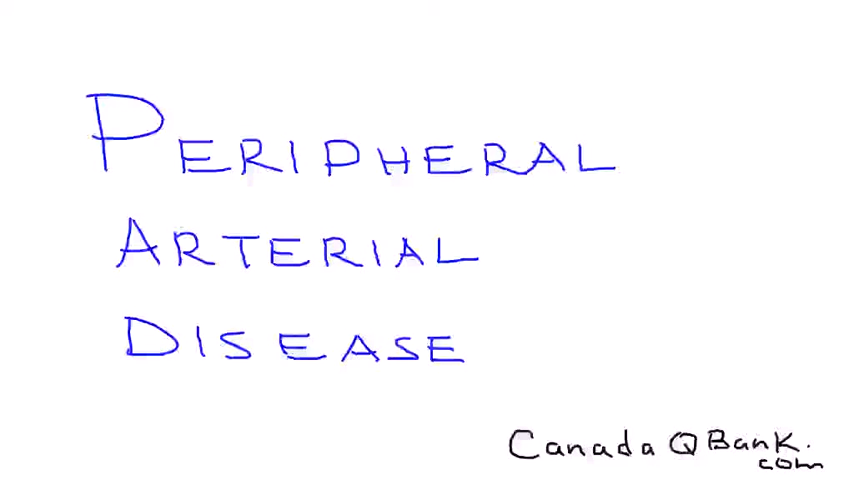 PERIPHERAL
ARTERIAL
DISEASE
CanadaQBank.
com